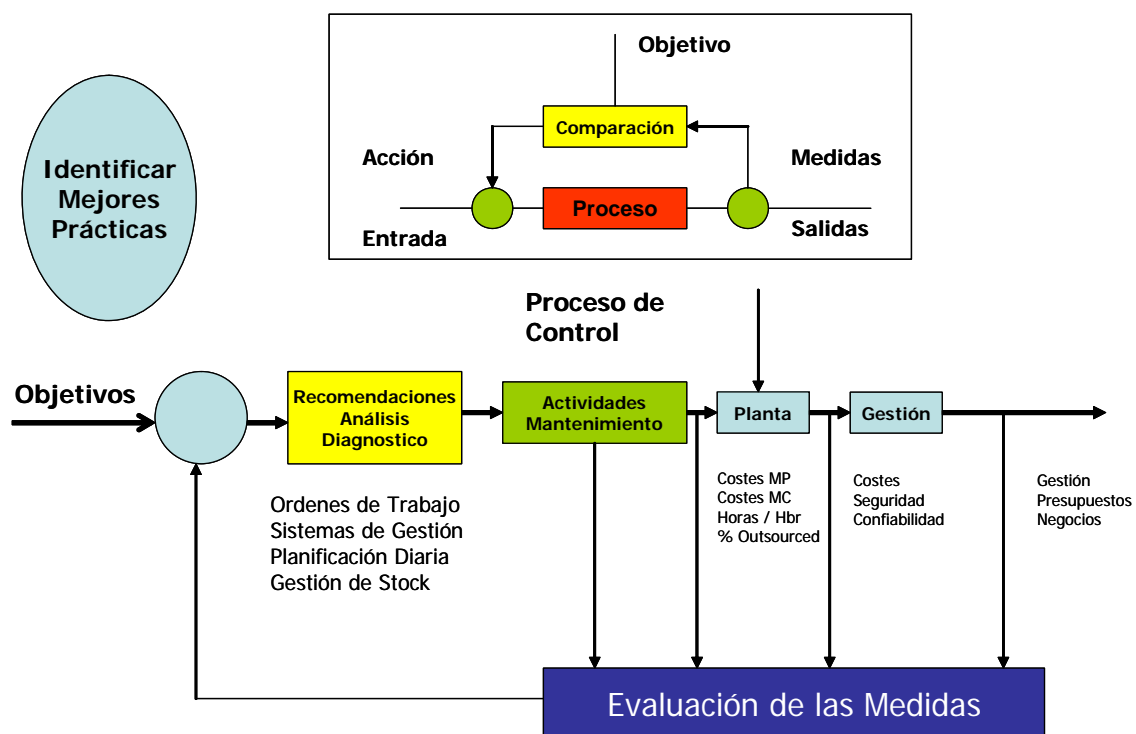 Objetivo
Comparación
Acción
Medidas
Proceso
Entrada
Salidas
Identificar
Mejores
Prácticas
Proceso de
Control
Objetivos
Recomendaciones
Análisis
Diagnostico
Actividades
Mantenimiento
Planta
Gestión
Ordenes de Trabajo
Sistemas de Gestión
Planificación Diaria
Gestión de Stock
Costes MP
Costes MC
Horas / Hbr
% Outsourced
Costes
Seguridad
Confiabilidad
Gestión
Presupuestos
Negocios
Evaluación de las Medidas